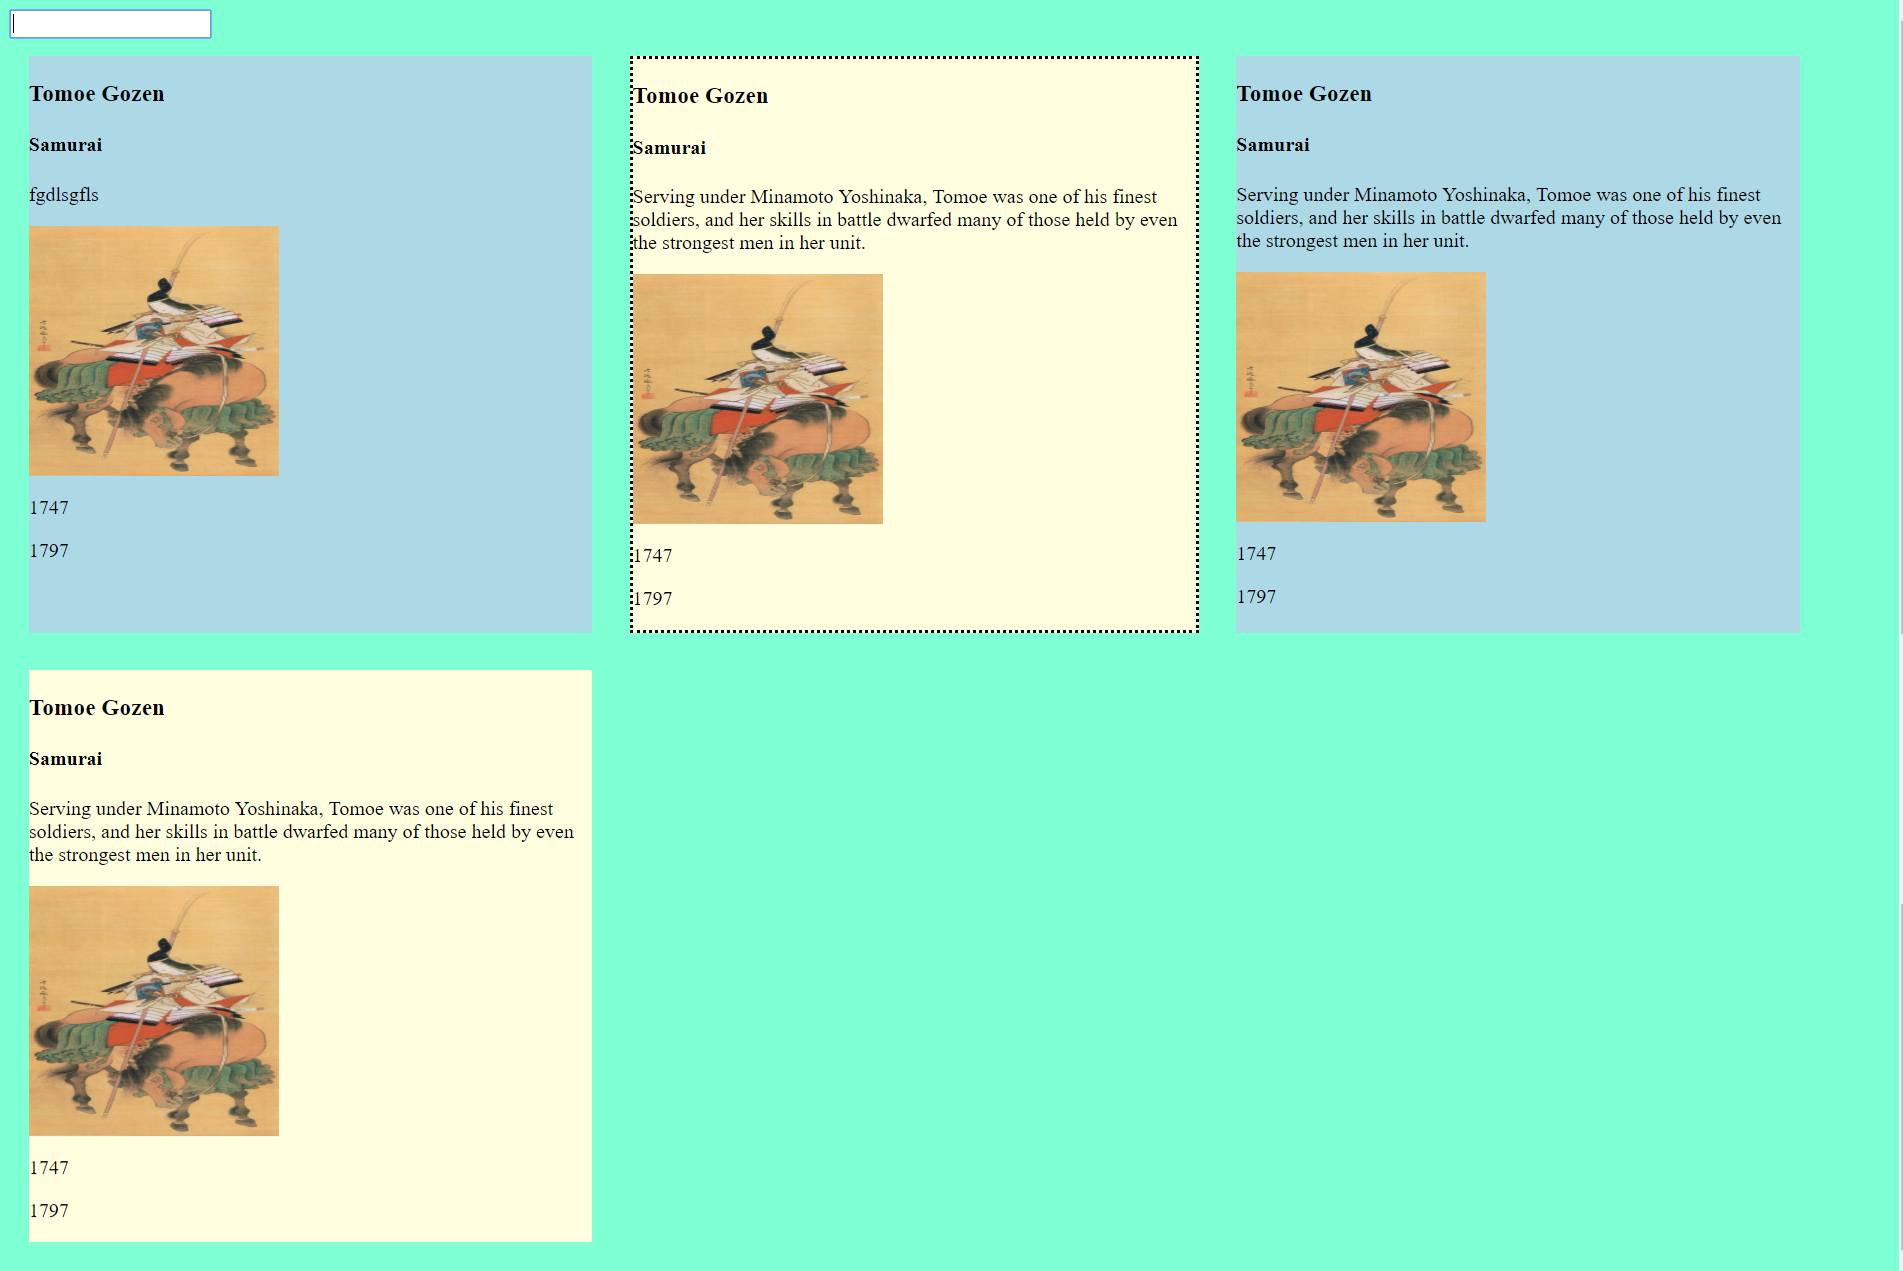 Tomoe Gozen
Samurai
fgdlsgfls
1747
1797
Tomoe Gozen
Samurai
Serving under Minamoto Yoshinaka, Tomoe was one of his finest
soldiers, and her skills in battle dwarfed many of those held by even
the strongest men in her unit.
1747
1797
Tomoe Gozen
Samurai
Serving under Minamoto Yoshinaka, Tomoe was one of his finest
soldiers, and her skills in battle dwarfed many of those held by even
the strongest men in her unit.
1747
1797
Tomoe Gozen
Samurai
Serving under Minamoto Yoshinaka, Tomoe was one of his finest
soldiers, and her skills in battle dwarfed many of those held by even
the strongest men in her unit.
1747
1797